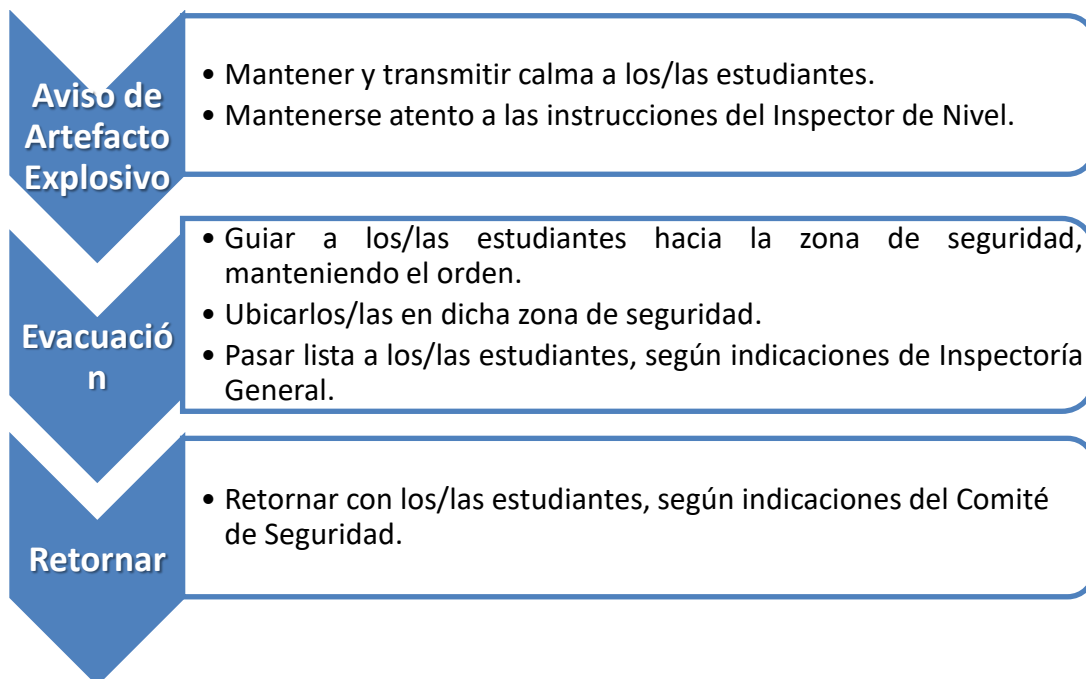 Aviso de
Artefacto
Explosivo
• Mantener y transmitir calma a los/las estudiantes.
• Mantenerse atento a las instrucciones del Inspector de Nivel.
Evacuació
n
• Guiar a los/las estudiantes hacia la zona de seguridad,
manteniendo el orden.
• Ubicarlos/las en dicha zona de seguridad.
• Pasar lista a los/las estudiantes, según indicaciones de Inspectoría
General.
Retornar
• Retornar con los/las estudiantes, según indicaciones del Comité
de Seguridad.